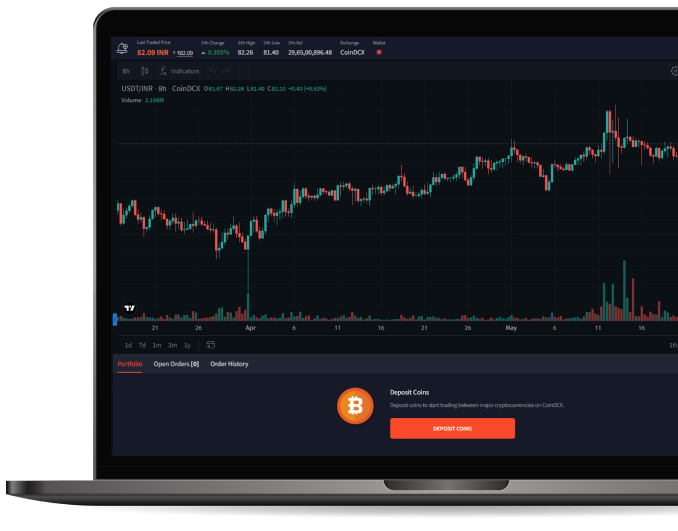 Last Traded Price 24h Change 24h High 24h Low 24h Vol Exchange Wallet
82.09 INR ≈ ₹82.09 0.305% 82.26 81.40 29,65,00,896.48 CoinDCX
8h Indicators
USDT/INR · 8h · CoinDCX O81.67 H82.26 L81.40 C82.10 +0.43 (+0.53%)
Volume 2.198M
21 26 Apr 6 11 16 21 26 May 6 11 16
1d 7d 1m 3m 1y
Portfolio Open Orders [0] Order History
Deposit Coins
Deposit coins to start trading between major cryptocurrencies on CoinDCX.
DEPOSIT COINS